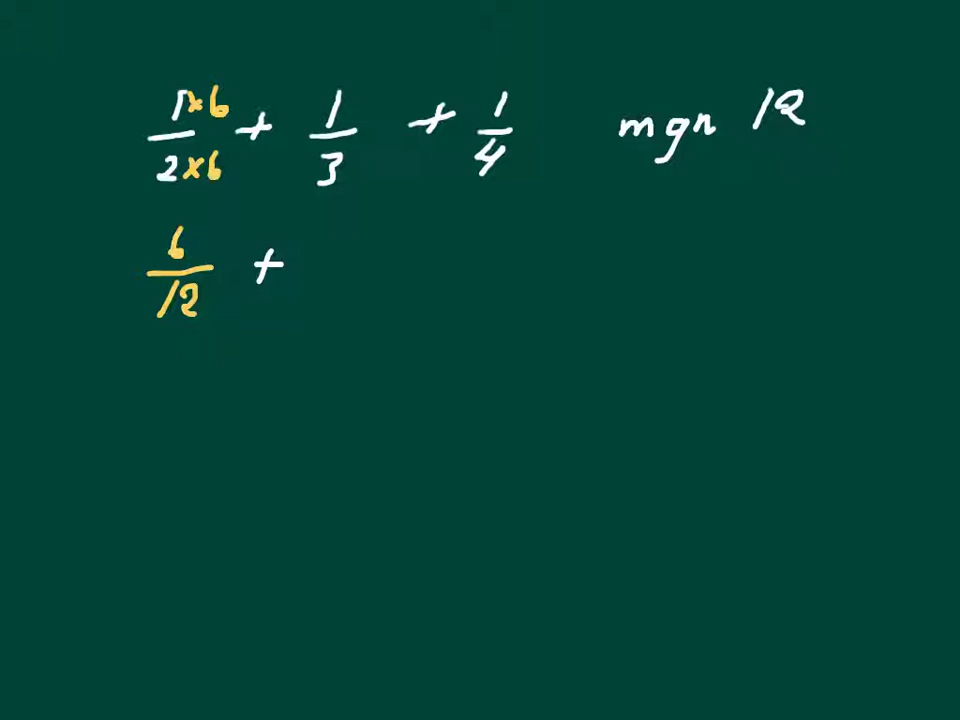 1×6/2×6 + 1/3 + 1/4 mgn 12
6/12 +